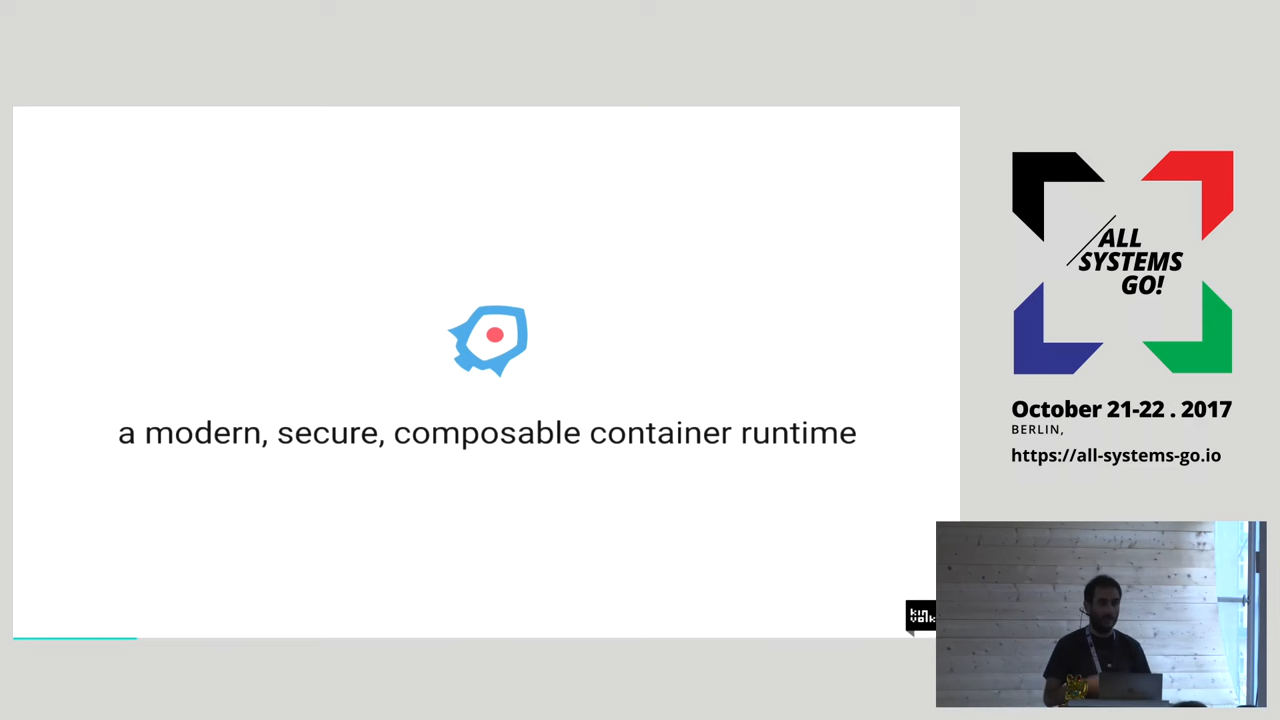 a modern, secure, composable container runtime
kin
volk
ALL
SYSTEMS
GO!
October 21-22 . 2017
BERLIN,
https://all-systems-go.io